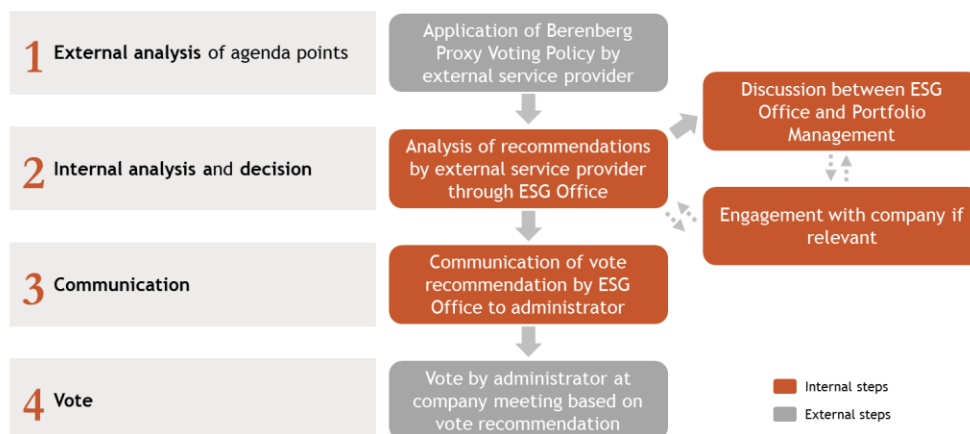 1 External analysis of agenda points
Application of Berenberg
Proxy Voting Policy by
external service provider
Discussion between ESG
Office and Portfolio
Management
2 Internal analysis and decision
Analysis of recommendations
by external service provider
through ESG Office
Engagement with company if
relevant
3 Communication
Communication of vote
recommendation by ESG
Office to administrator
4 Vote
Vote by administrator at
company meeting based on
vote recommendation
Internal steps
External steps